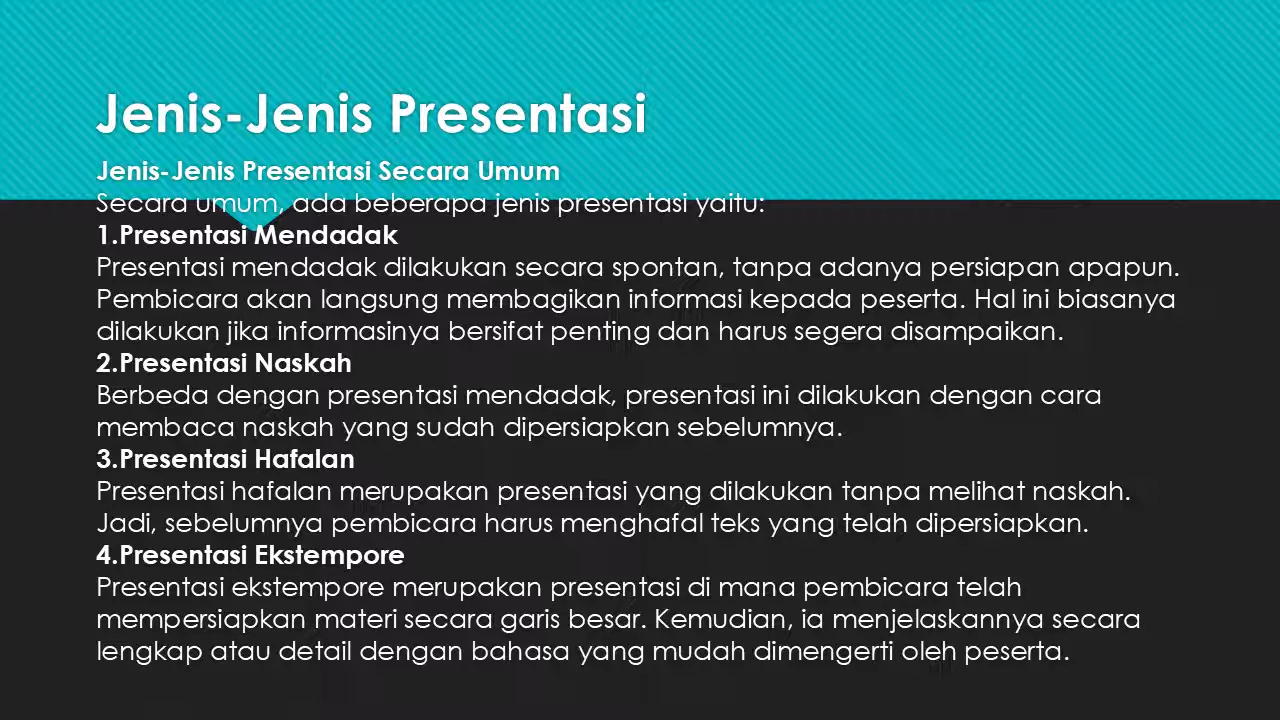 Jenis-Jenis Presentasi
Jenis-Jenis Presentasi Secara Umum
Secara umum, ada beberapa jenis presentasi yaitu:
1.Presentasi Mendadak
Presentasi mendadak dilakukan secara spontan, tanpa adanya persiapan apapun.
Pembicara akan langsung membagikan informasi kepada peserta. Hal ini biasanya
dilakukan jika informasinya bersifat penting dan harus segera disampaikan.
2.Presentasi Naskah
Berbeda dengan presentasi mendadak, presentasi ini dilakukan dengan cara
membaca naskah yang sudah dipersiapkan sebelumnya.
3.Presentasi Hafalan
Presentasi hafalan merupakan presentasi yang dilakukan tanpa melihat naskah.
Jadi, sebelumnya pembicara harus menghafal teks yang telah dipersiapkan.
4.Presentasi Ekstempore
Presentasi ekstempore merupakan presentasi di mana pembicara telah
mempersiapkan materi secara garis besar. Kemudian, ia menjelaskannya secara
lengkap atau detail dengan bahasa yang mudah dimengerti oleh peserta.